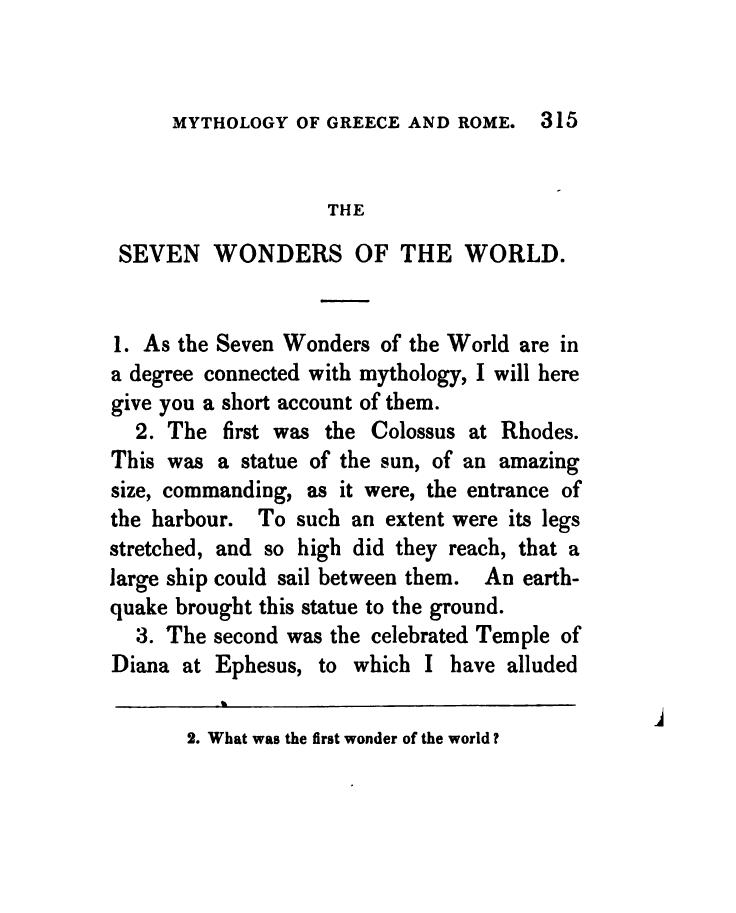 MYTHOLOGY OF GREECE AND ROME. 315
THE
SEVEN WONDERS OF THE WORLD.
1. As the Seven Wonders of the World are in
a degree connected with mythology, I will here
give you a short account of them.
2. The first was the Colossus at Rhodes.
This was a statue of the sun, of an amazing
size, commanding, as it were, the entrance of
the harbour. To such an extent were its legs
stretched, and so high did they reach, that a
large ship could sail between them. An earth-
quake brought this statue to the ground.
3. The second was the celebrated Temple of
Diana at Ephesus, to which I have alluded
2. What was the first wonder of the world?